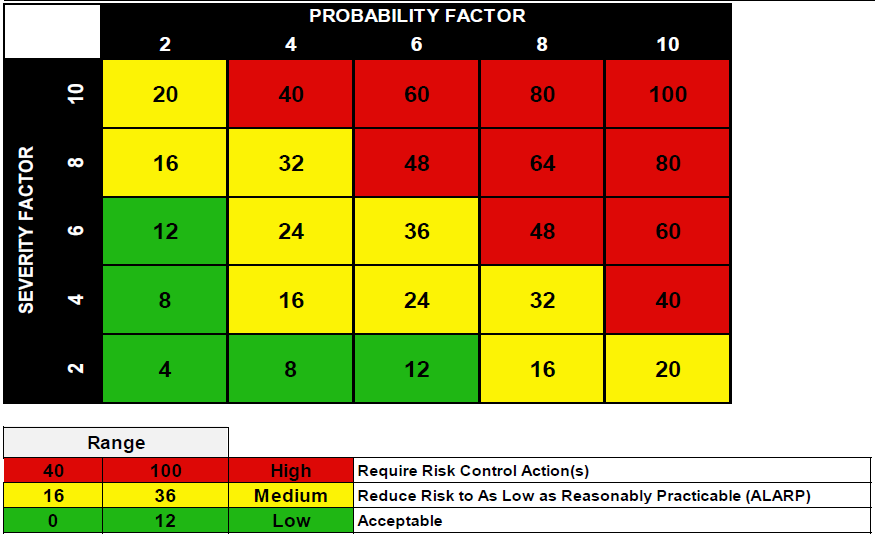 PROBABILITY FACTOR
2 4 6 8 10
SEVERITY FACTOR
10 20 40 60 80 100
8 16 32 48 64 80
6 12 24 36 48 60
4 8 16 24 32 40
2 4 8 12 16 20
Range
40 100 High Require Risk Control Action(s)
16 36 Medium Reduce Risk to As Low as Reasonably Practicable (ALARP)
0 12 Low Acceptable